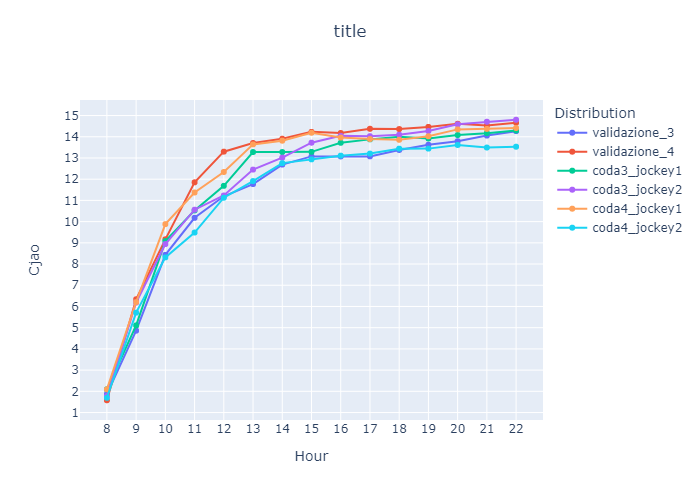 title
Cjao
15
14
13
12
11
10
9
8
7
6
5
4
3
2
1
8 9 10 11 12 13 14 15 16 17 18 19 20 21 22
Hour
Distribution
validazione_3
validazione_4
coda3_jockey1
coda3_jockey2
coda4_jockey1
coda4_jockey2